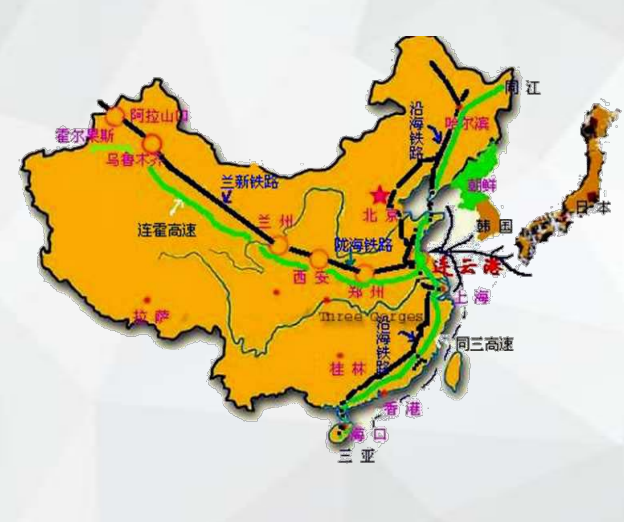 同江
阿拉山口
沿海铁路
哈尔滨
霍尔果斯
乌鲁木齐
兰新铁路
朝鲜
日本
北京
兰州
韩国
连霍高速
陇海铁路
连云港
西安
郑州
上海
拉萨
Three Gorges
沿海铁路
同三高速
桂林
香港
海口
三亚